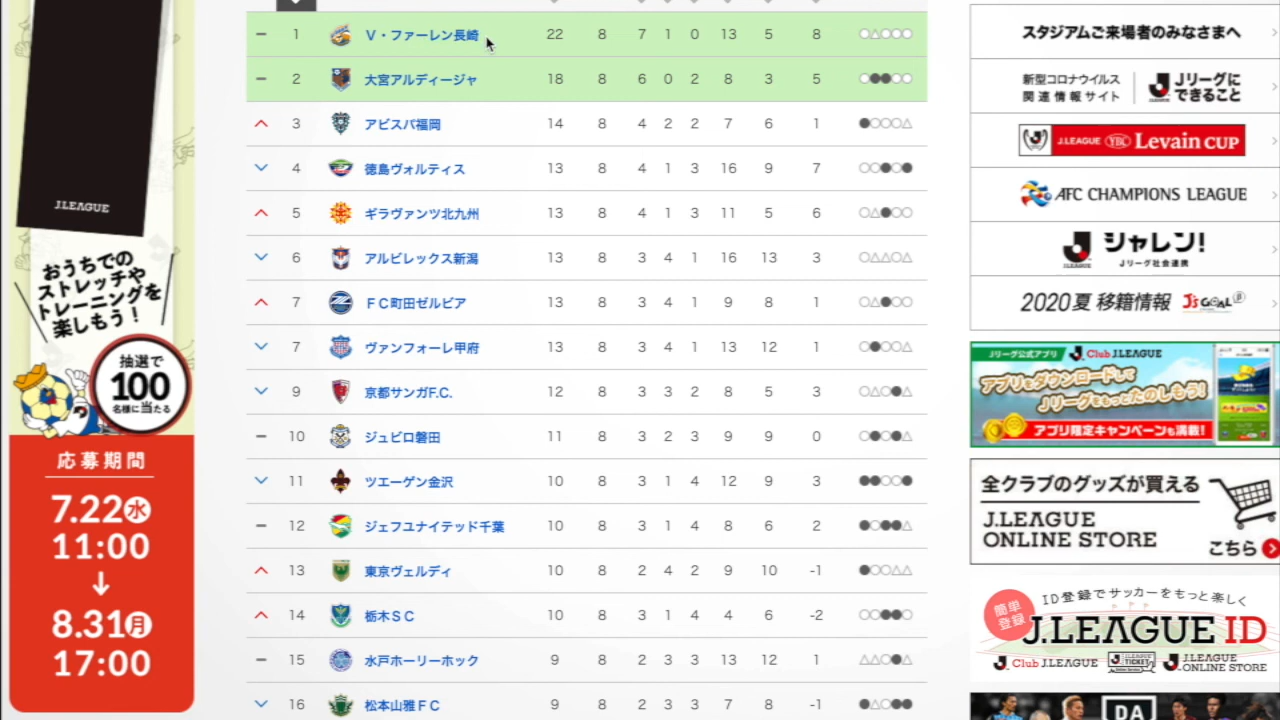 J.LEAGUE
おうちでの
ストレッチや
トレーニングを
楽しもう!
抽選で
100
名様に当たる
応募期間
7.22水
11:00
↓
8.31月
17:00
1 V・ファーレン長崎 22 8 7 1 0 13 5 8 ○△○○○
2 大宮アルディージャ 18 8 6 0 2 8 3 5 ○●●○○
3 アビスパ福岡 14 8 4 2 2 7 6 1 ●○○○△
4 徳島ヴォルティス 13 8 4 1 3 16 9 7 ○○●○●
5 ギラヴァンツ北九州 13 8 4 1 3 11 5 6 ○△●○○
6 アルビレックス新潟 13 8 3 4 1 16 13 3 ○△△○△
7 FC町田ゼルビア 13 8 3 4 1 9 8 1 ○△●○○
7 ヴァンフォーレ甲府 13 8 3 4 1 13 12 1 ○●○○△
9 京都サンガF.C. 12 8 3 3 2 8 5 3 ○△○●△
10 ジュビロ磐田 11 8 3 2 3 9 9 0 ○●○●△
11 ツエーゲン金沢 10 8 3 1 4 12 9 3 ●●○○●
12 ジェフユナイテッド千葉 10 8 3 1 4 8 6 2 ●○●●△
13 東京ヴェルディ 10 8 2 4 2 9 10 -1 ●○○△△
14 栃木SC 10 8 3 1 4 4 6 -2 ○○●●○
15 水戸ホーリーホック 9 8 2 3 3 13 12 1 △△○●△
16 松本山雅FC 9 8 2 3 3 7 8 -1 ●△○●●
スタジアムご来場者のみなさまへ
新型コロナウイルス
関連情報サイト
Jリーグに
できること
J.LEAGUE YBC Levain CUP
AFC CHAMPIONS LEAGUE
シャレン!
Jリーグ社会連携
2020夏 移籍情報 J'sGOAL
Jリーグ公式アプリ Club J.LEAGUE
アプリをダウンロードして
Jリーグをもっとたのしもう!
アプリ限定キャンペーンも満載!
全クラブのグッズが買える
J.LEAGUE
ONLINE STORE
こちら
ID登録でサッカーをもっと楽しく
簡単
登録
J.LEAGUE ID
Club J.LEAGUE
J.LEAGUE
TICKET
J.LEAGUE
ONLINE STORE
DA